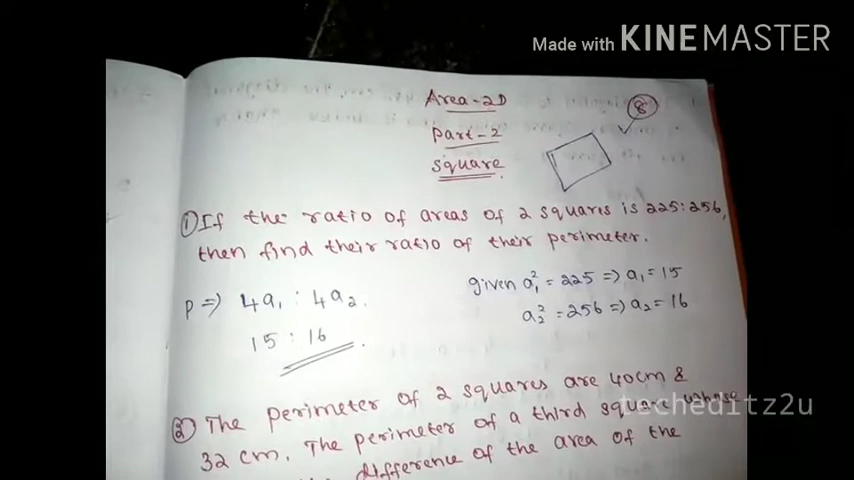 Made with KINEMASTER
Area-2D
8
Part-2
Square
① If the ratio of areas of 2 squares is 225:256,
then find their ratio of their perimeter.
given a₁² = 225 => a₁ = 15
P => 4a₁ : 4a₂.
a₂² = 256 => a₂ = 16
15 : 16
② The perimeter of 2 squares are 40cm &
techeditz2u
32 cm. The perimeter of a third square whose
difference of the area of the